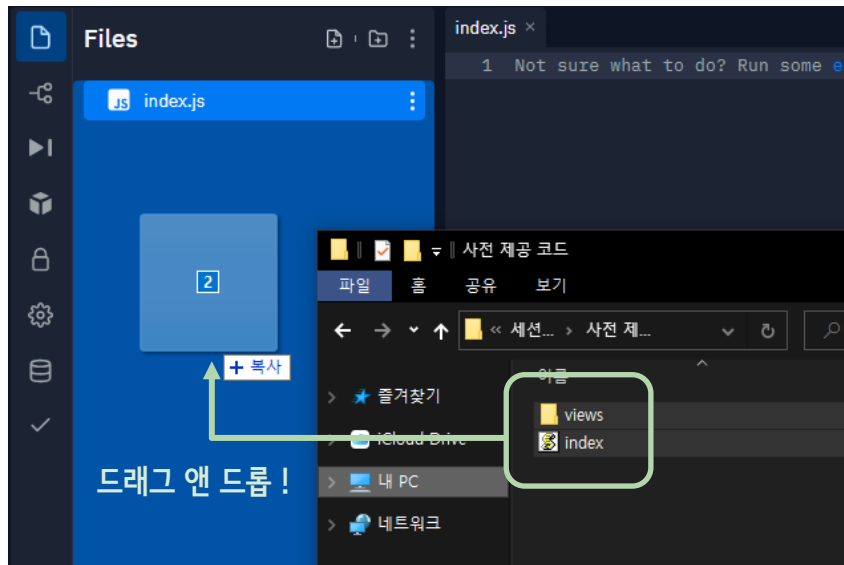 Files
index.js ×
1 Not sure what to do? Run some e
JS index.js
2
+ 복사
드래그 앤 드롭 !
사전 제공 코드
파일 홈 공유 보기
« 세션... › 사전 제...
이름
즐겨찾기
views
iCloud Drive
index
내 PC
네트워크